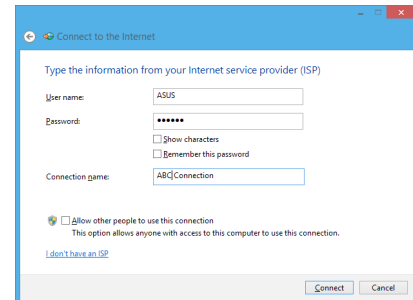 Connect to the Internet
Type the information from your Internet service provider (ISP)
User name: ASUS
Password: ••••••
Show characters
Remember this password
Connection name: ABC Connection
Allow other people to use this connection
This option allows anyone with access to this computer to use this connection.
I don't have an ISP
Connect Cancel